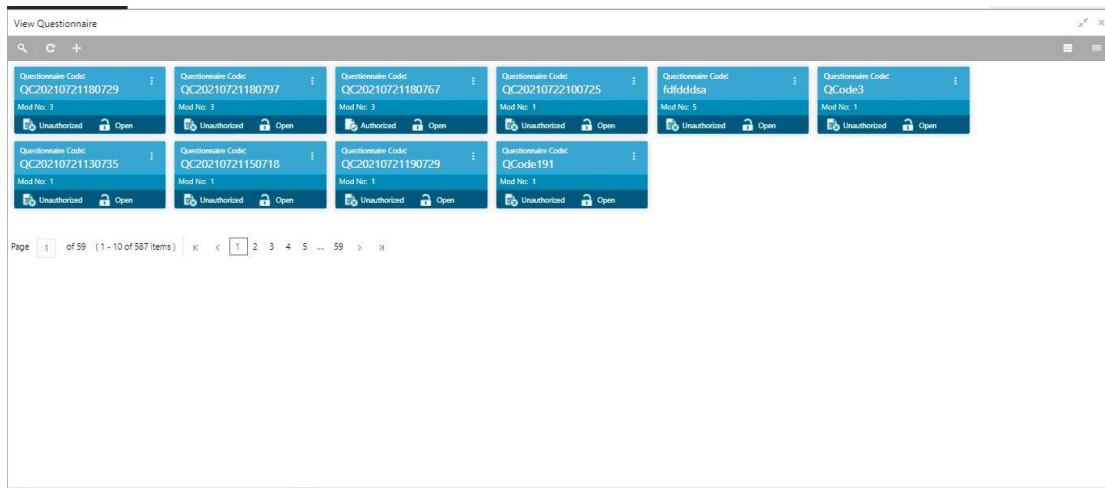 View Questionnaire
Questionnaire Code: Questionnaire Code: Questionnaire Code: Questionnaire Code: Questionnaire Code: Questionnaire Code:
QC20210721180729 QC20210721180797 QC20210721180767 QC20210722100725 fdfdddsa QCode3
Mod No: 3 Mod No: 3 Mod No: 3 Mod No: 1 Mod No: 5 Mod No: 1
Unauthorized Open Unauthorized Open Authorized Open Unauthorized Open Unauthorized Open Unauthorized Open
Questionnaire Code: Questionnaire Code: Questionnaire Code: Questionnaire Code:
QC20210721130735 QC20210721150718 QC20210721190729 QCode191
Mod No: 1 Mod No: 1 Mod No: 1 Mod No: 1
Unauthorized Open Unauthorized Open Unauthorized Open Unauthorized Open
Page 1 of 59 (1 - 10 of 587 items) 1 2 3 4 5 ... 59